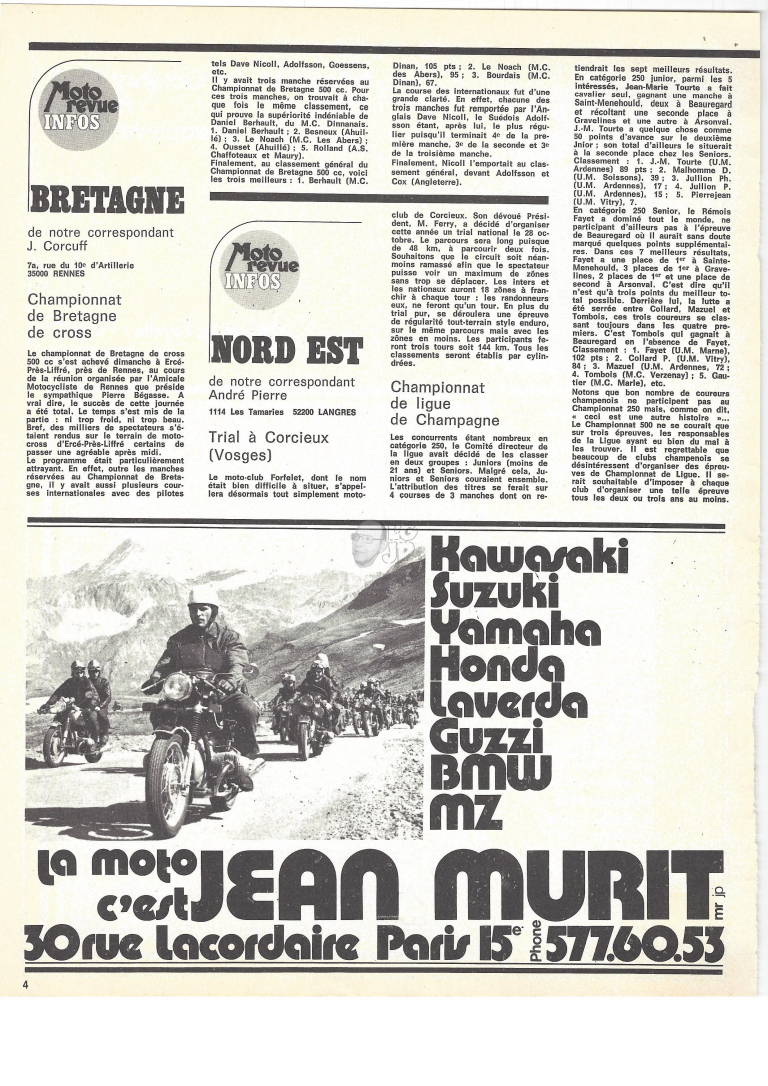 Moto
revue
INFOS
BRETAGNE
de notre correspondant
J. Corcuff
7a, rue du 10e d'Artillerie
35000 RENNES
Championnat
de Bretagne
de cross
Le championnat de Bretagne de cross
500 cc s'est achevé dimanche à Ercé-
Près-Liffré, près de Rennes, au cours
de la réunion organisée par l'Amicale
Motocycliste de Rennes que préside
le sympathique Pierre Bégasse. A
vrai dire, le succès de cette journée
a été total. Le temps s'est mis de la
partie : ni trop froid, ni trop beau.
Bref, des milliers de spectateurs s'é-
taient rendus sur le terrain de moto-
cross d'Ercé-Près-Liffré certains de
passer une agréable après midi.
Le programme était particulièrement
attrayant. En effet, outre les manches
réservées au Championnat de Breta-
gne, il y avait aussi plusieurs cour-
ses internationales avec des pilotes
tels Dave Nicoll, Adolfsson, Goessens,
etc.
Il y avait trois manche réservées au
Championnat de Bretagne 500 cc. Pour
ces trois manches, on trouvait à cha-
que fois le même classement, ce
qui prouve la supériorité indéniable de
Daniel Berhault, du M.C. Dinannais.
1. Daniel Berhault ; 2. Besneux (Ahuil-
lé) ; 3. Le Noach (M.C. Les Abers) ;
4. Ousset (Ahuillé) ; 5. Rolland (A.S.
Chaffoteaux et Maury).
Finalement, au classement général du
Championnat de Bretagne 500 cc, voici
les trois meilleurs : 1. Berhault (M.C.
Dinan, 105 pts ; 2. Le Noach (M.C.
des Abers), 95 ; 3. Bourdais (M.C.
Dinan), 67.
La course des internationaux fut d'une
grande clarté. En effet, chacune des
trois manches fut remportée par l'An-
glais Dave Nicoll, le Suédois Adolf-
sson étant, après lui, le plus régu-
lier puisqu'il terminait 4e de la pre-
mière manche, 3e de la seconde et 3e
de la troisième manche.
Finalement, Nicoll l'emportait au clas-
sement général, devant Adolfsson et
Cox (Angleterre).
Moto
revue
INFOS
NORD EST
de notre correspondant
André Pierre
1114 Les Tamaries 52200 LANGRES
Trial à Corcieux
(Vosges)
Le moto-club Forfelet, dont le nom
était bien difficile à situer, s'appel-
lera désormais tout simplement moto-
club de Corcieux. Son dévoué Prési-
dent, M. Ferry, a décidé d'organiser
cette année un trial national le 28 oc-
tobre. Le parcours sera long puisque
de 48 km, à parcourir deux fois.
Souhaitons que le circuit soit néan-
moins ramassé afin que le spectateur
puisse voir un maximum de zônes
sans trop se déplacer. Les inters et
les nationaux auront 18 zônes à fran-
chir à chaque tour : les randonneurs
eux, ne feront qu'un tour. En plus du
trial pur, se déroulera une épreuve
de régularité tout-terrain style enduro,
sur le même parcours mais avec les
zônes en moins. Les participants fe-
ront trois tours soit 144 km. Tous les
classements seront établis par cylin-
drées.
Championnat
de ligue
de Champagne
Les concurrents étant nombreux en
catégorie 250, le Comité directeur de
la ligue avait décidé de les classer
en deux groupes : Juniors (moins de
21 ans) et Seniors. Malgré cela, Ju-
niors et Seniors couraient ensemble.
L'attribution des titres se ferait sur
4 courses de 3 manches dont on re-
tiendrait les sept meilleurs résultats.
En catégorie 250 junior, parmi les 5
intéressés, Jean-Marie Tourte a fait
cavalier seul, gagnant une manche à
Saint-Menehould, deux à Beauregard
et récoltant une seconde place à
Gravelines et une autre à Arsonval.
J.-M. Tourte a quelque chose comme
50 points d'avance sur le deuxième
Jnior ; son total d'ailleurs le situerait
à la seconde place chez les Seniors.
Classement : 1. J.-M. Tourte (U.M.
Ardennes) 89 pts ; 2. Malhomme D.
(U.M. Soissons), 39 ; 3. Jullion Ph.
(U.M. Ardennes), 17 ; 4. Jullion P.
(U.M. Ardennes), 15 ; 5. Pierrejean
(U.M. Vitry), 7.
En catégorie 250 Senior, le Rémois
Fayet a dominé tout le monde, ne
participant d'ailleurs pas à l'épreuve
de Beauregard où il aurait sans doute
marqué quelques points supplémentai-
res. Dans ces 7 meilleurs résultats,
Fayet a une place de 1er à Sainte-
Menehould, 3 places de 1er à Grave-
lines, 2 places de 1er et une place de
second à Arsonval. C'est dire qu'il
n'est qu'à trois points du meilleur to-
tal possible. Derrière lui, la lutte a
été serrée entre Collard, Mazuel et
Tombois, ces trois coureurs se clas-
sant toujours dans les quatre pre-
miers. C'est Tombois qui gagnait à
Beauregard en l'absence de Fayet.
Classement : 1. Fayet (U.M. Marne),
102 pts ; 2. Collard P. (U.M. Vitry),
84 ; 3. Mazuel (U.M. Ardennes, 72 ;
4. Tombois (M.C. Verzenay) ; 5. Gau-
tier (M.C. Marle), etc.
Notons que bon nombre de coureurs
champenois ne participent pas au
Championnat 250 mais, comme on dit,
« ceci est une autre histoire »...
Le Championnat 500 ne se courait que
sur trois épreuves, les responsables
de la Ligue ayant eu bien du mal à
les trouver. Il est regrettable que
beaucoup de clubs champenois se
désintéressent d'organiser des épreu-
ves de Championnat de Ligue. Il se-
rait souhaitable d'imposer à chaque
club d'organiser une telle épreuve
tous les deux ou trois ans au moins.
Kawasaki
Suzuki
Yamaha
Honda
Laverda
Guzzi
BMW
MZ
la moto
c'est JEAN MURIT
mr jp
30 rue Lacordaire Paris 15e Phone 577.60.53
4